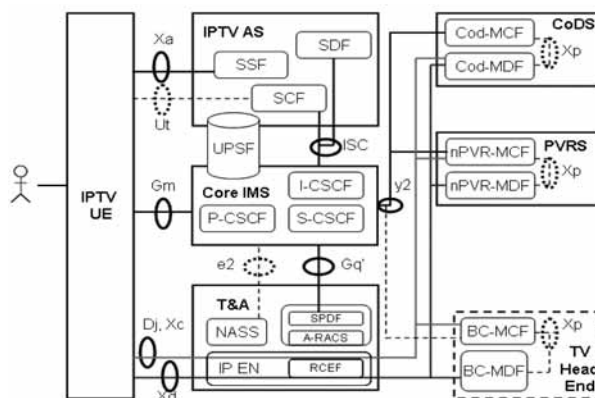 IPTV AS
CoDS
Xa
SDF
Cod-MCF
SSF
Xp
Cod-MDF
SCF
Ut
ISC
UPSF
PVRS
nPVR-MCF
Xp
I-CSCF
y2
Core IMS
Gm
IPTV
UE
nPVR-MDF
P-CSCF
S-CSCF
e2
Gq'
T&A
SPDF
Dj, Xc
NASS
A-RACS
BC-MCF
Xp
TV
Head
End
IP EN
RCEF
BC-MDF
Xd